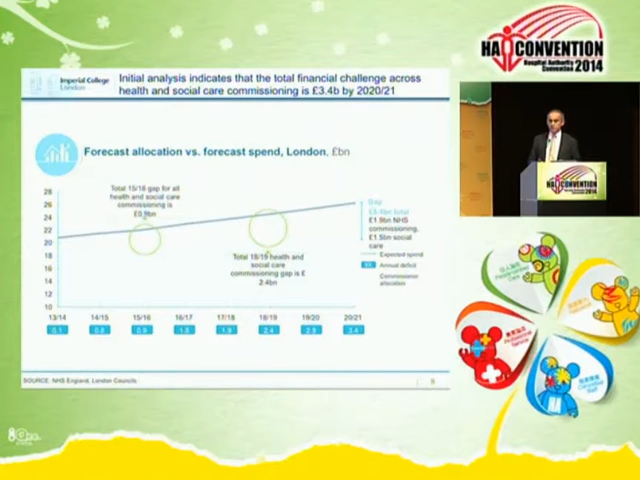 HA CONVENTION
Hospital Authority
Convention 2014
Imperial College
London
Initial analysis indicates that the total financial challenge across
health and social care commissioning is £3.4b by 2020/21
Forecast allocation vs. forecast spend, London, £bn
28
26
24
22
20
18
16
14
12
10
Total 15/16 gap for all
health and social care
commissioning is
£0.9bn
Total 18/19 health and
social care
commissioning gap is £
2.4bn
Gap
£3.4bn total
£1.9bn NHS
commissioning,
£1.5bn social
care
Expected spend
Annual deficit
Commissioner
allocation
13/14 14/15 15/16 16/17 17/18 18/19 19/20 20/21
0.1 0.9 1.9 2.4 3.4
SOURCE: NHS England, London Councils
HA CONVENTION
Professional
Service
Committed
Staff